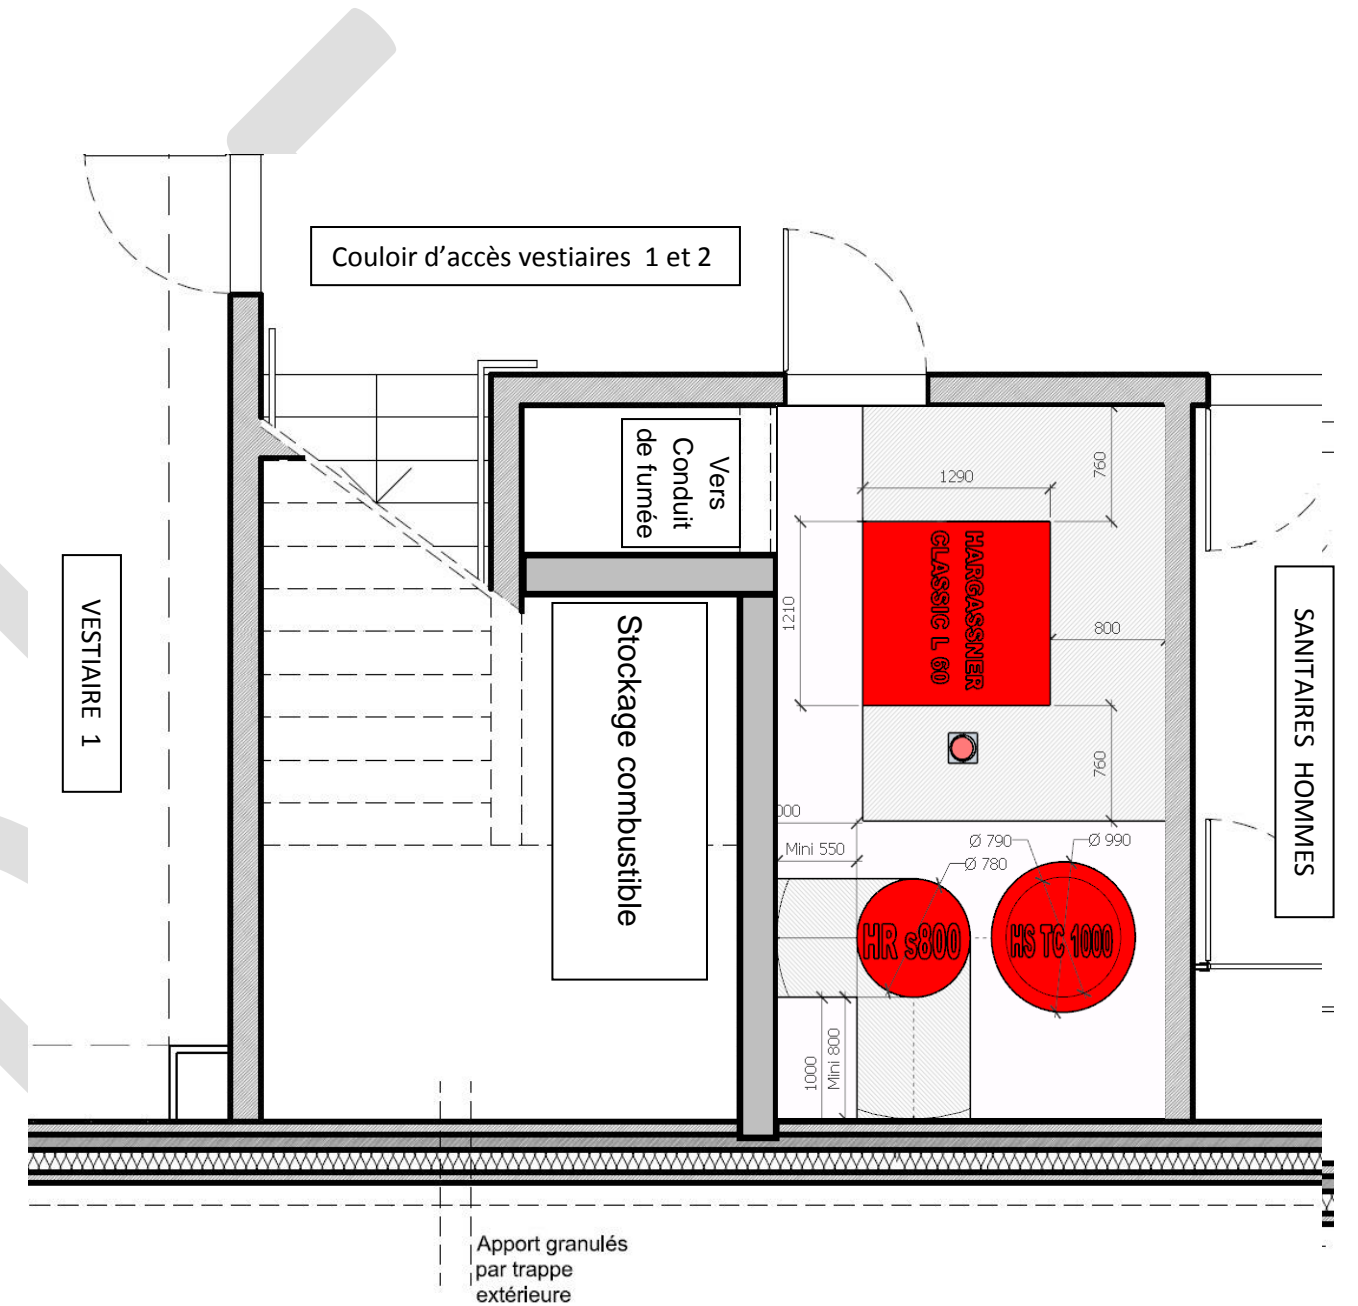 Couloir d’accès vestiaires 1 et 2
Vers
Conduit
de fumée
1290
760
HARGASSNER
CLASSIC L 60
1210
800
VESTIAIRE 1
Stockage combustible
SANITAIRES HOMMES
760
000
Mini 550
Ø 790
Ø 990
Ø 780
HR s800
HS TC 1000
1000
Mini 800
Apport granulés
par trappe
extérieure